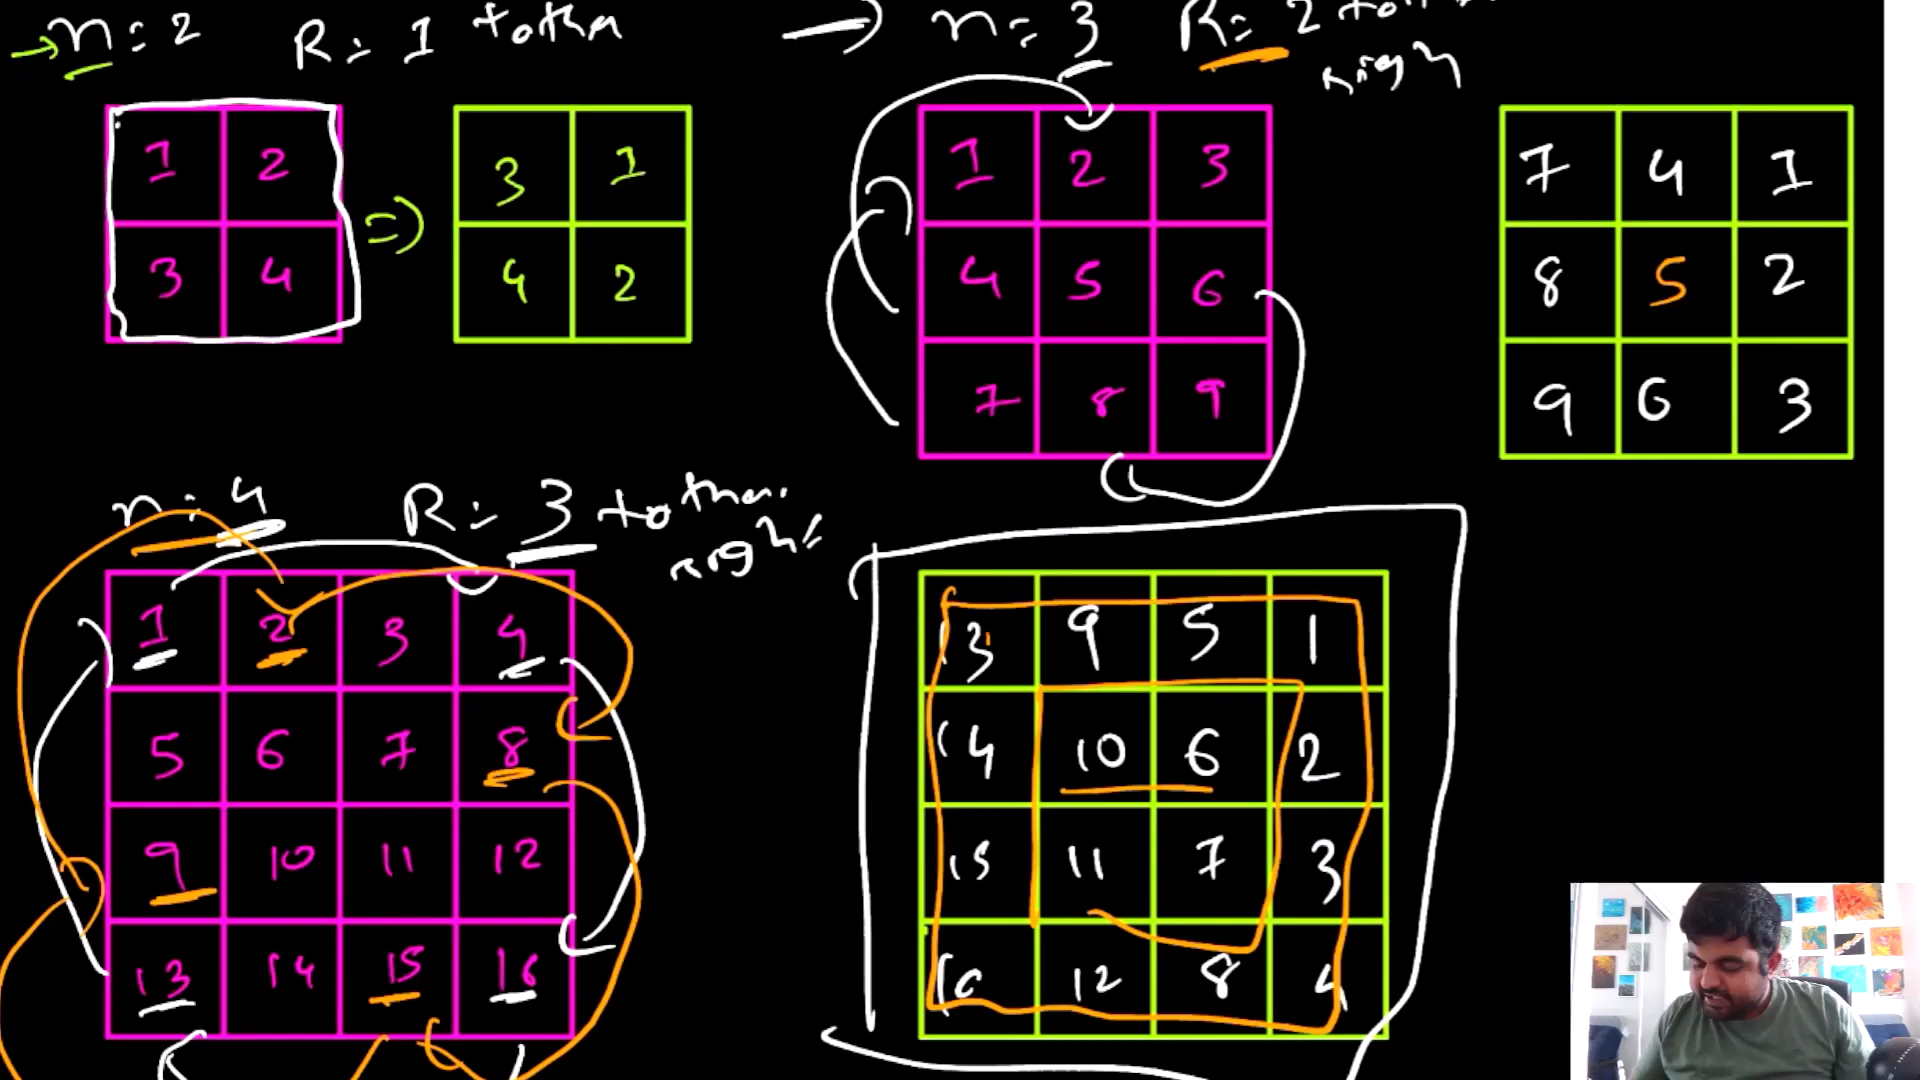 n = 2 R = 1 to the
n = 3 R = 2 to
1 2
3 4
=>
3 1
4 2
1 2 3
4 5 6
7 8 9
7 4 1
8 5 2
9 6 3
n = 4 R = 3 to the
1 2 3 4
5 6 7 8
9 10 11 12
13 14 15 16
13 9 5 1
14 10 6 2
15 11 7 3
16 12 8 4